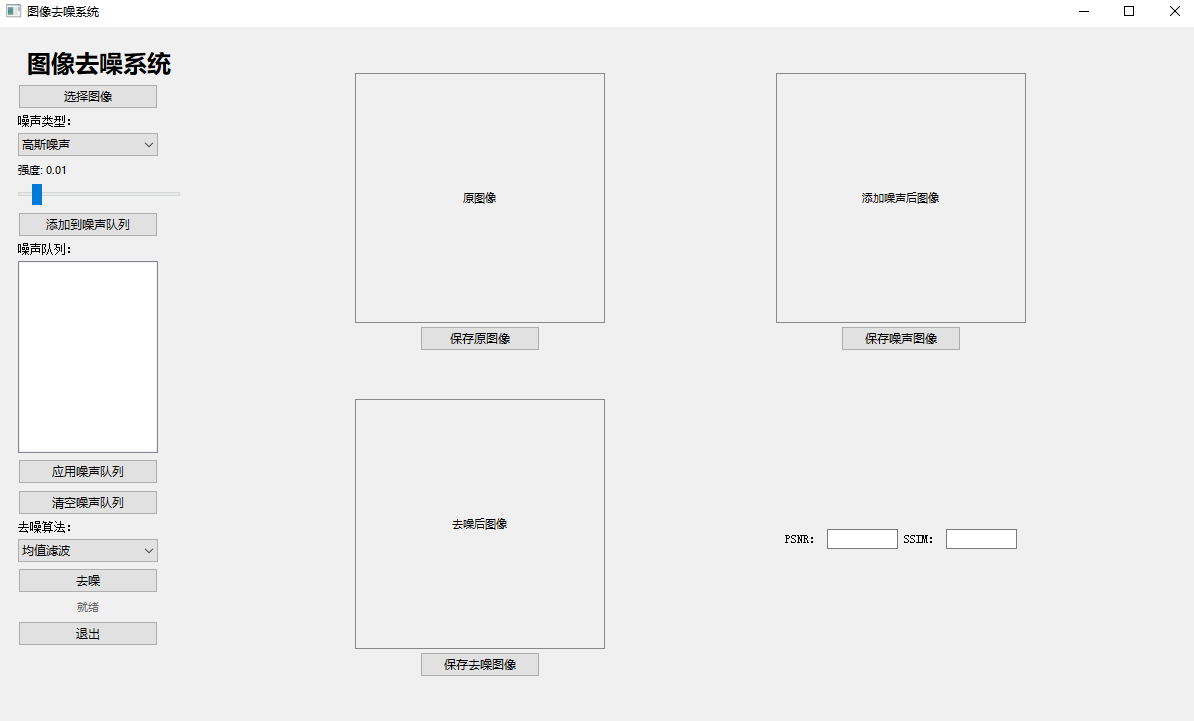 图像去噪系统
图像去噪系统
选择图像
噪声类型：
高斯噪声
强度: 0.01
添加到噪声队列
噪声队列：
应用噪声队列
清空噪声队列
去噪算法：
均值滤波
去噪
就绪
退出
原图像
保存原图像
添加噪声后图像
保存噪声图像
去噪后图像
保存去噪图像
PSNR： SSIM：